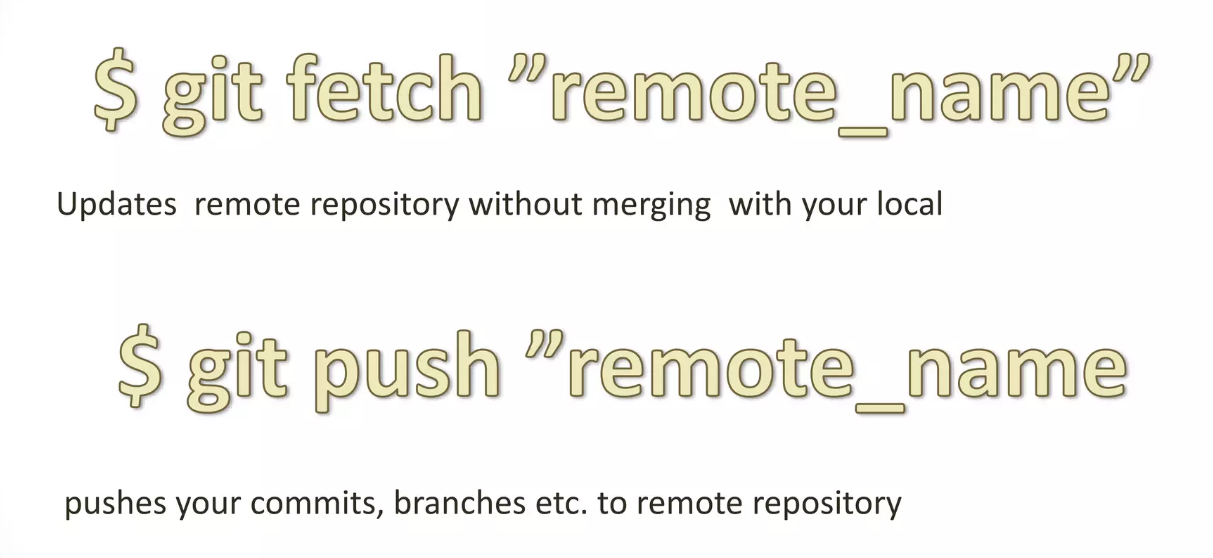 $ git fetch ”remote_name”
Updates  remote repository without merging  with your local
$ git push ”remote_name
pushes your commits, branches etc. to remote repository